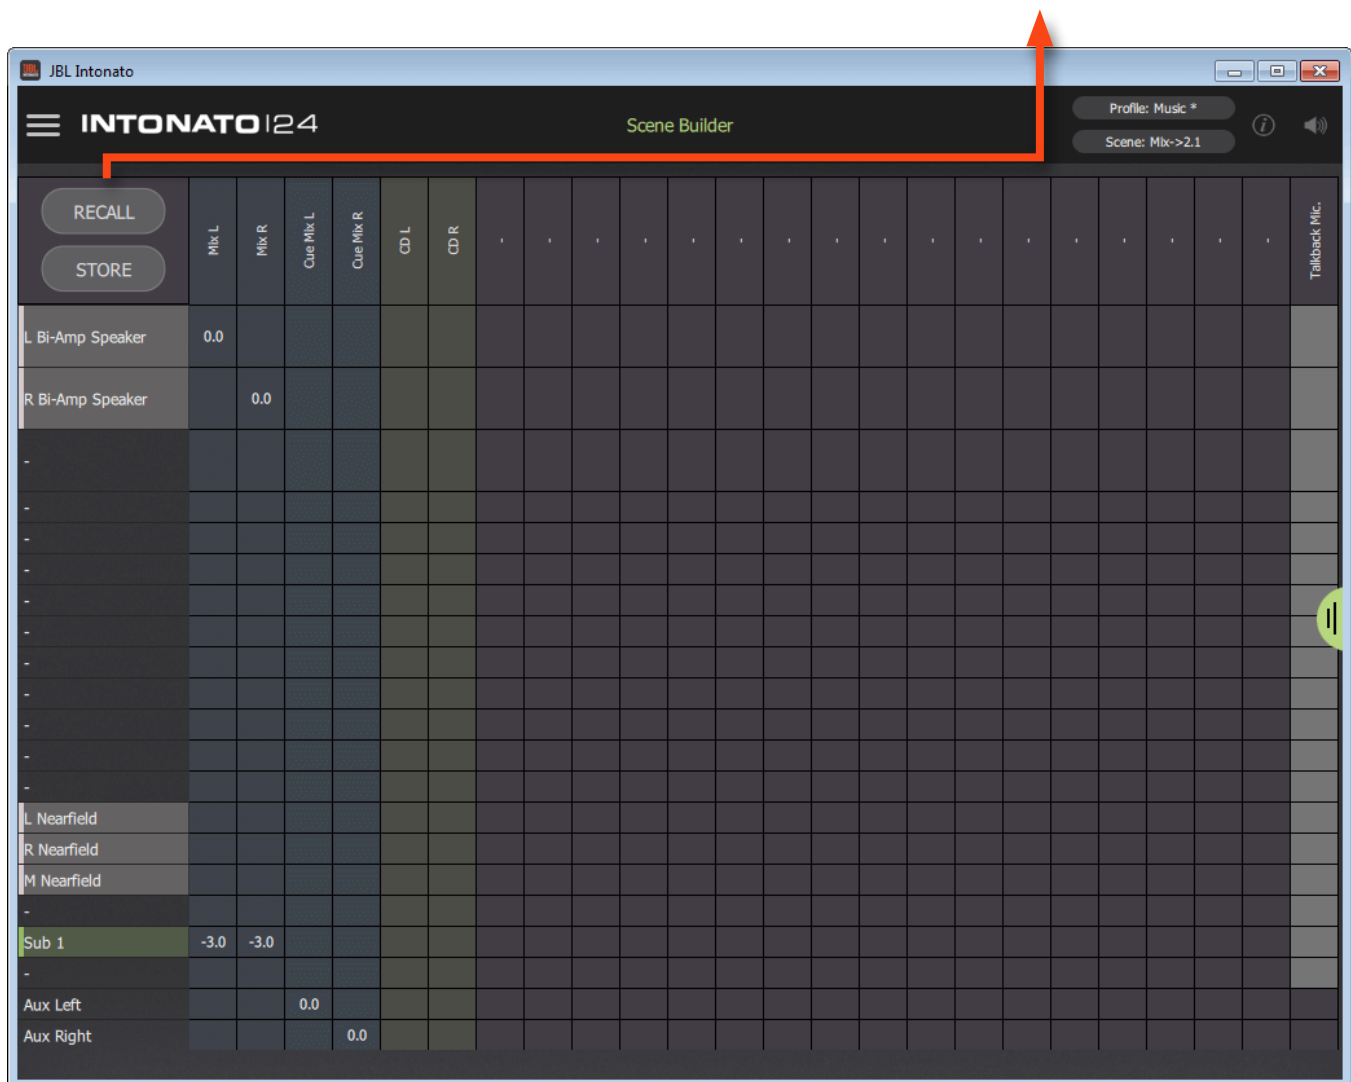 JBL Intonato
INTONATO|24
Scene Builder
Profile: Music *
Scene: Mix->2.1
RECALL
STORE
Mix L
Mix R
Cue Mix L
Cue Mix R
CD L
CD R
- - - - - - - - - - - - - - - - -
Talkback Mic.
L Bi-Amp Speaker 0.0
R Bi-Amp Speaker 0.0
-
-
-
-
-
-
-
-
-
-
-
L Nearfield
R Nearfield
M Nearfield
-
Sub 1 -3.0 -3.0
-
Aux Left 0.0
Aux Right 0.0